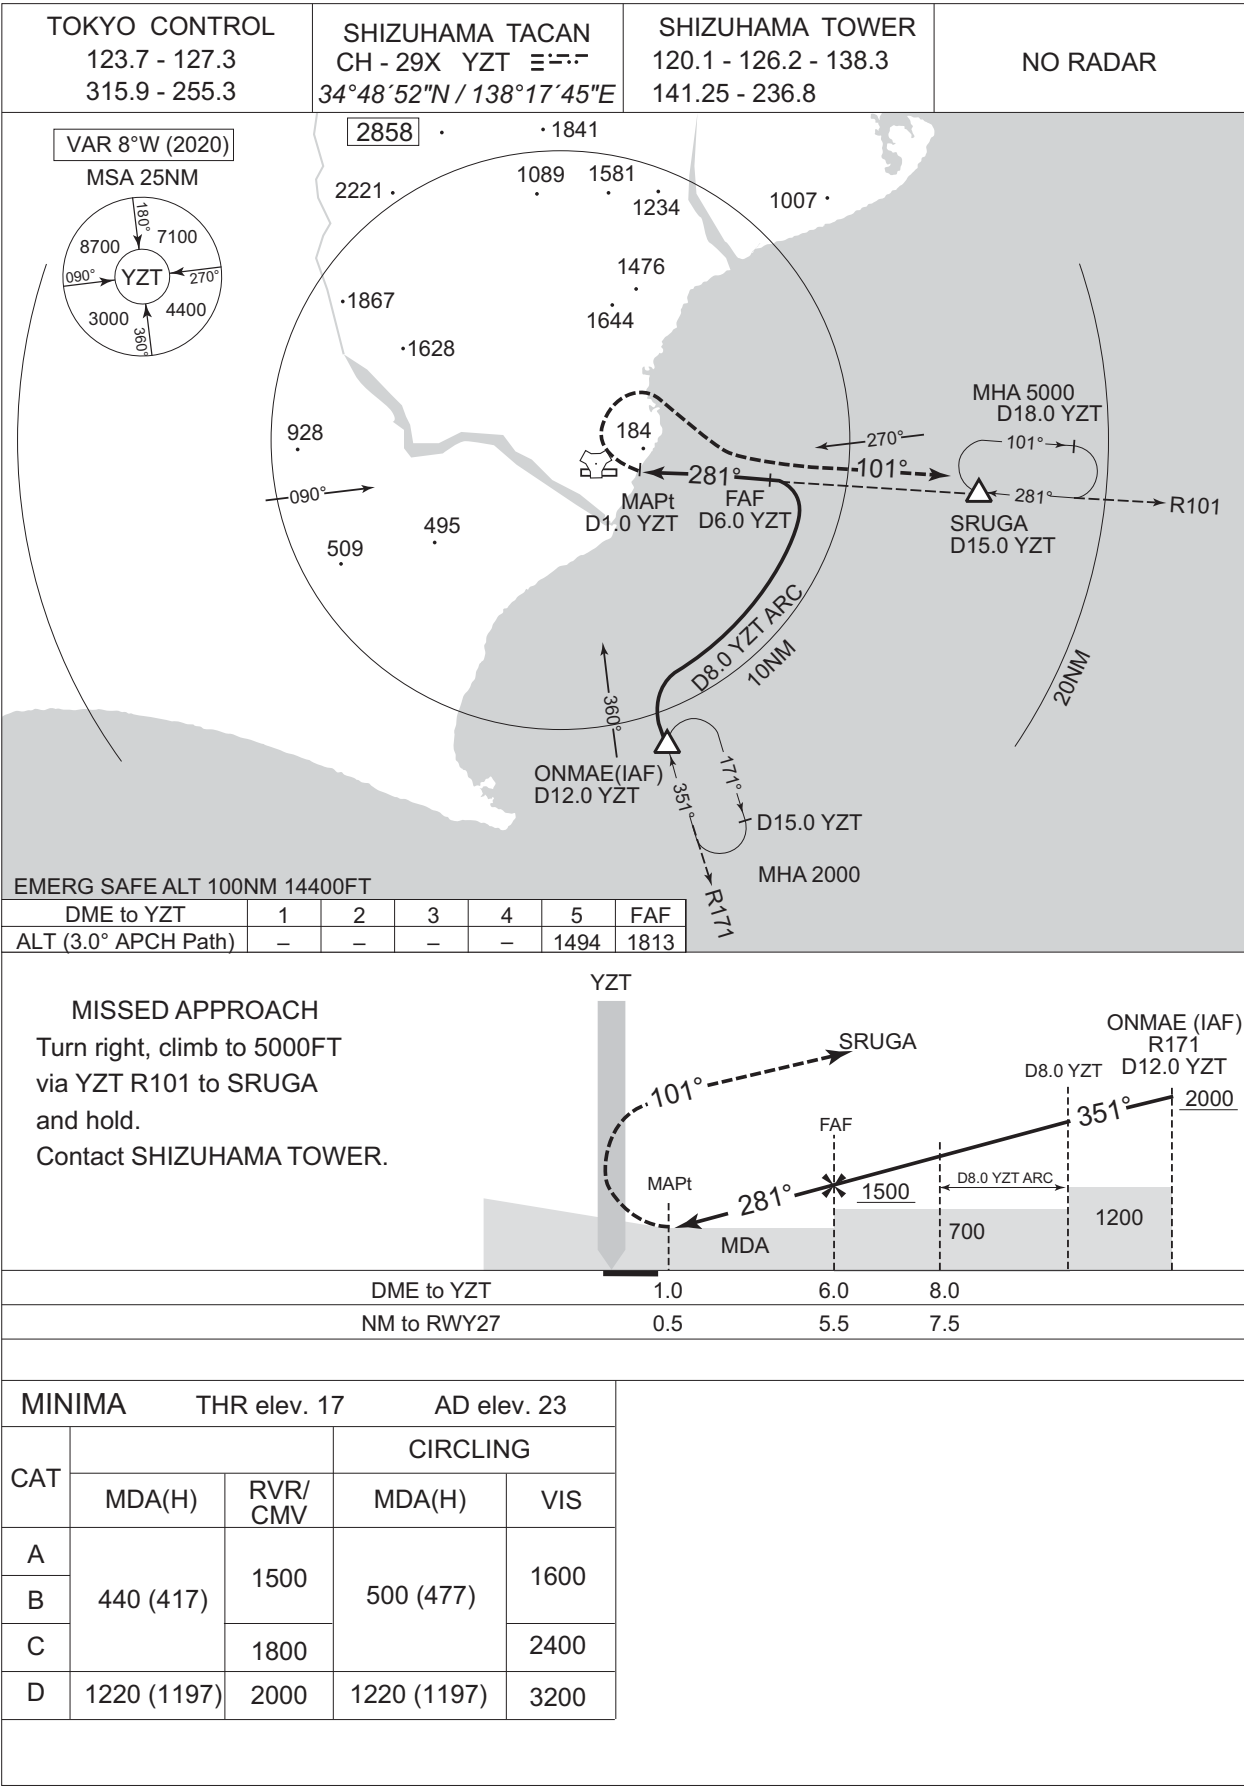 TOKYO CONTROL
123.7 - 127.3
315.9 - 255.3
SHIZUHAMA TACAN
CH - 29X YZT
34°48´52"N / 138°17´45"E
SHIZUHAMA TOWER
120.1 - 126.2 - 138.3
141.25 - 236.8
NO RADAR
VAR 8°W (2020)
MSA 25NM
180°
8700
7100
090°
YZT
270°
3000
4400
360°
2858
1841
2221
1089
1581
1234
1007
1476
1867
1644
1628
MHA 5000
D18.0 YZT
928
184
270°
101°
101°
090°
281°
281°
R101
MAPt
D1.0 YZT
FAF
D6.0 YZT
SRUGA
D15.0 YZT
495
509
D8.0 YZT ARC
10NM
20NM
360°
ONMAE(IAF)
D12.0 YZT
171°
351°
D15.0 YZT
MHA 2000
R171
EMERG SAFE ALT 100NM 14400FT
DME to YZT 1 2 3 4 5 FAF
ALT (3.0° APCH Path) – – – – 1494 1813
MISSED APPROACH
Turn right, climb to 5000FT
via YZT R101 to SRUGA
and hold.
Contact SHIZUHAMA TOWER.
YZT
SRUGA
101°
ONMAE (IAF)
R171
D12.0 YZT
D8.0 YZT
2000
351°
FAF
MAPt
281°
1500
D8.0 YZT ARC
MDA
700
1200
DME to YZT 1.0 6.0 8.0
NM to RWY27 0.5 5.5 7.5
MINIMA THR elev. 17 AD elev. 23
CAT
CIRCLING
MDA(H)
RVR/
CMV
MDA(H)
VIS
A
B
C
440 (417)
1500
1800
500 (477)
1600
2400
D 1220 (1197) 2000 1220 (1197) 3200